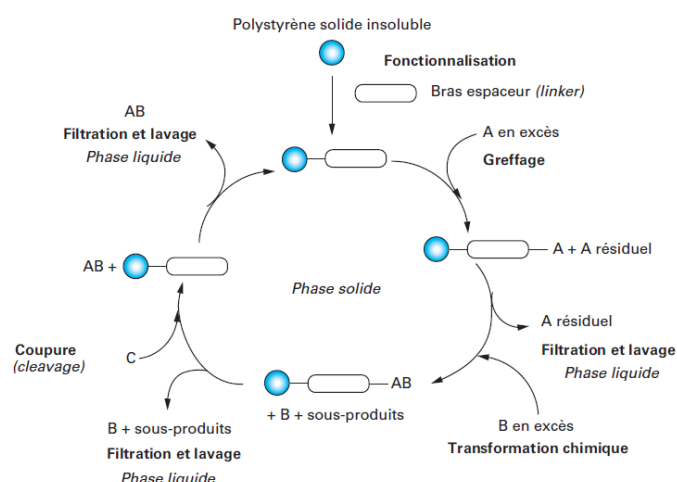 Polystyrène solide insoluble
Fonctionnalisation
Bras espaceur (linker)
AB
Filtration et lavage
Phase liquide
A en excès
Greffage
A + A résiduel
AB +
Phase solide
A résiduel
Filtration et lavage
Phase liquide
Coupure
(cleavage)
C
AB
+ B + sous-produits
B + sous-produits
Filtration et lavage
Phase liquide
B en excès
Transformation chimique